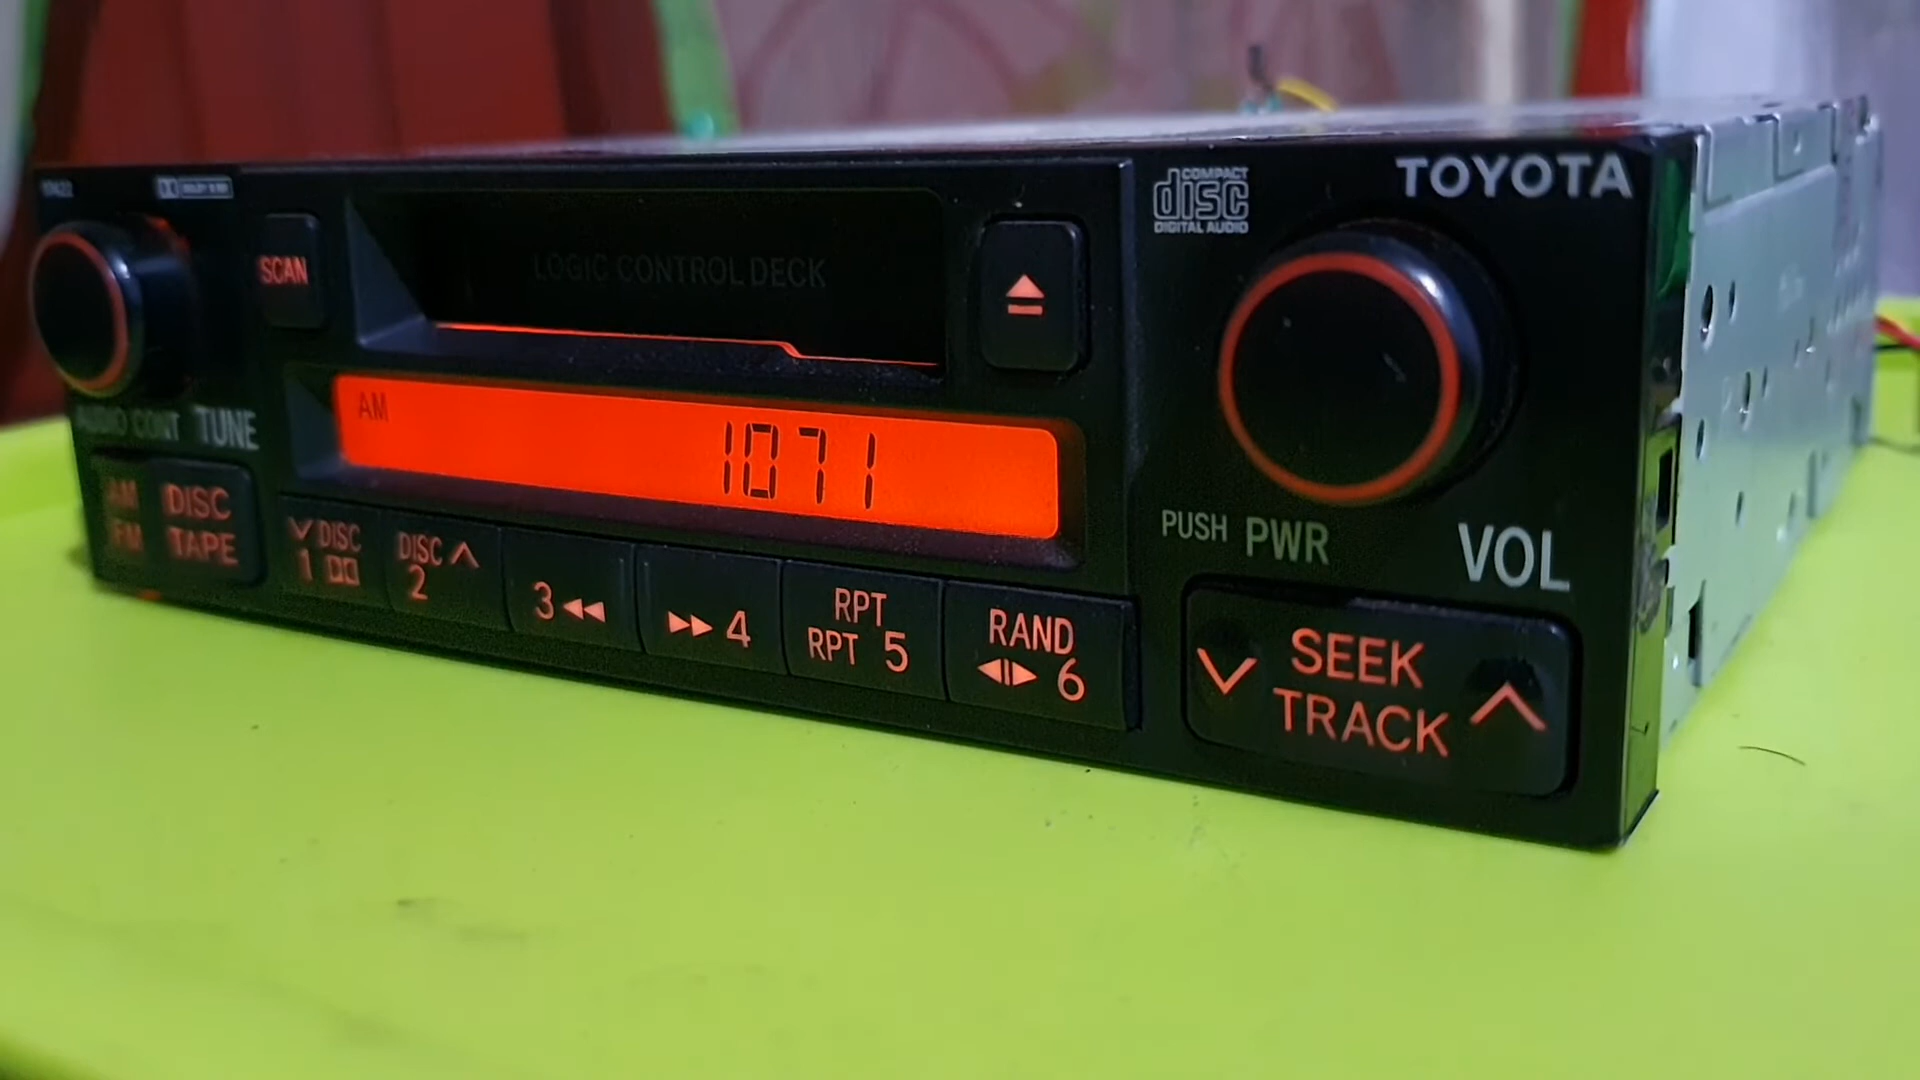 COMPACT
disc
DIGITAL AUDIO
TOYOTA
SCAN
LOGIC CONTROL DECK
AUDIO CONT TUNE
AM
1071
AM
FM
DISC
TAPE
DISC
1
DISC
2
3
4
RPT
RPT 5
RAND
6
PUSH PWR
VOL
SEEK
TRACK